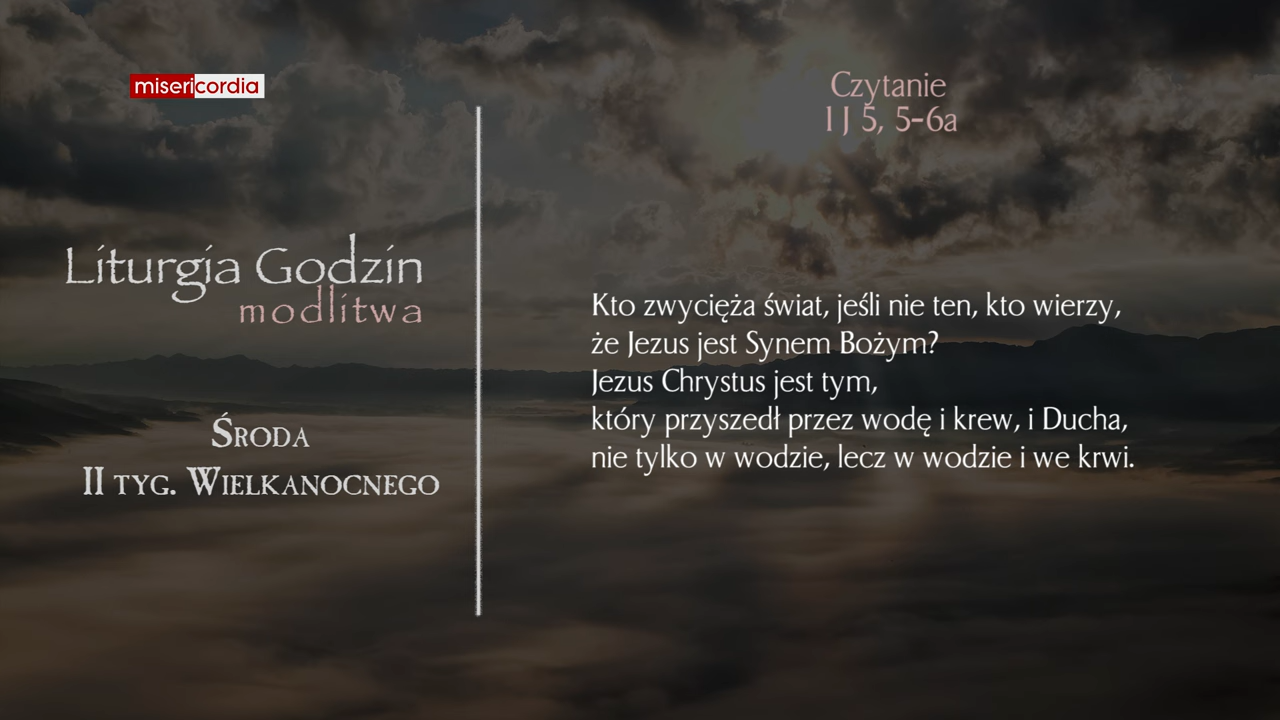 misericordia
Liturgia Godzin
modlitwa
Środa
II tyg. Wielkanocnego
Czytanie
1 J 5, 5-6a
Kto zwycięża świat, jeśli nie ten, kto wierzy,
że Jezus jest Synem Bożym?
Jezus Chrystus jest tym,
który przyszedł przez wodę i krew, i Ducha,
nie tylko w wodzie, lecz w wodzie i we krwi.